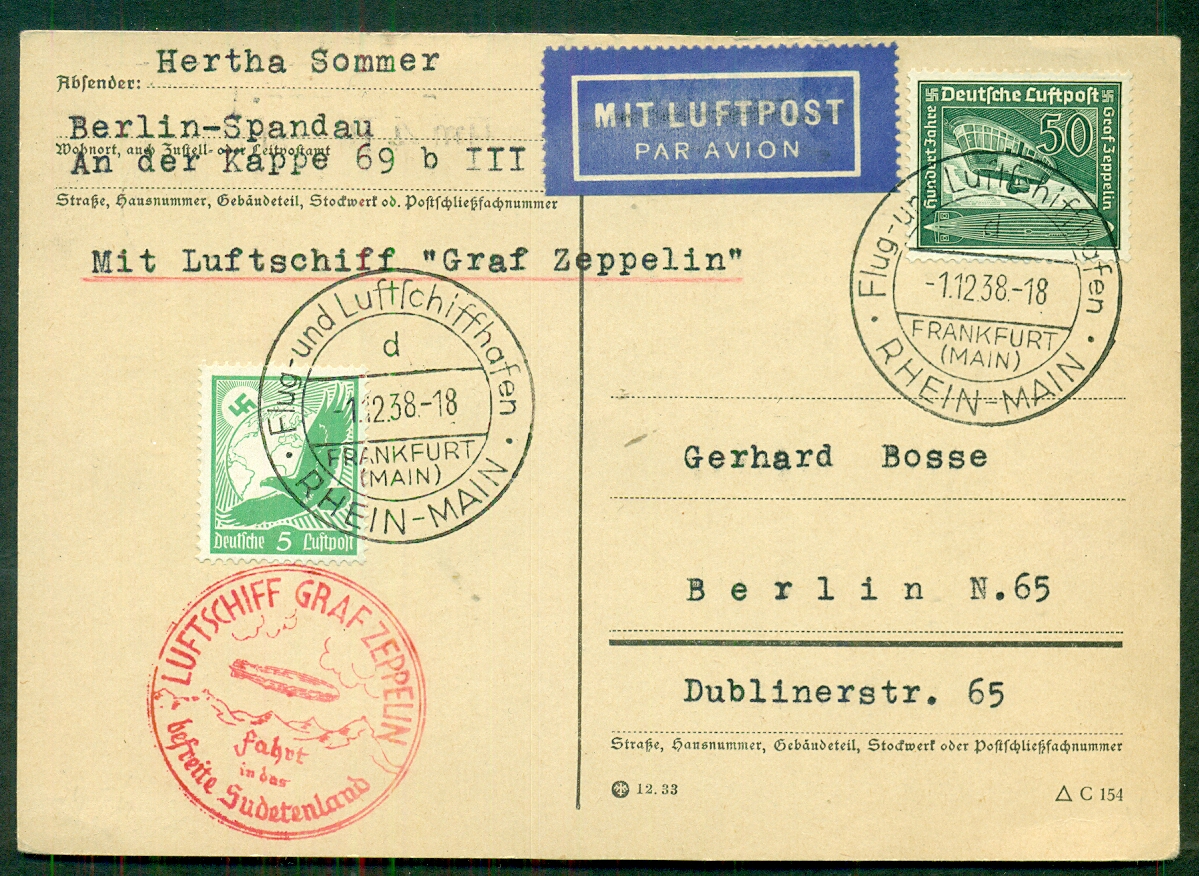 Hertha Sommer
Absender:
Berlin-Spandau
Wohnort, auch Zustell- oder Leitpostamt
An der Kappe 69 b III
Straße, Hausnummer, Gebäudeteil, Stockwerk od. Postschließfachnummer
MIT LUFTPOST
PAR AVION
Deutsche Luftpost
Hundert Jahre
50
Graf Zeppelin
Mit Luftschiff "Graf Zeppelin"
Flug- und Luftschiffhafen
d
-1.12.38.-18
FRANKFURT
(MAIN)
RHEIN-MAIN
Flug- und Luftschiffhafen
d
-1.12.38.-18
FRANKFURT
(MAIN)
RHEIN-MAIN
Deutsche 5 Luftpost
Gerhard Bosse
Berlin N.65
Dublinerstr. 65
Straße, Hausnummer, Gebäudeteil, Stockwerk oder Postschließfachnummer
12.33
C 154
LUFTSCHIFF GRAF ZEPPELIN
Fahrt
in das
befreite Sudetenland